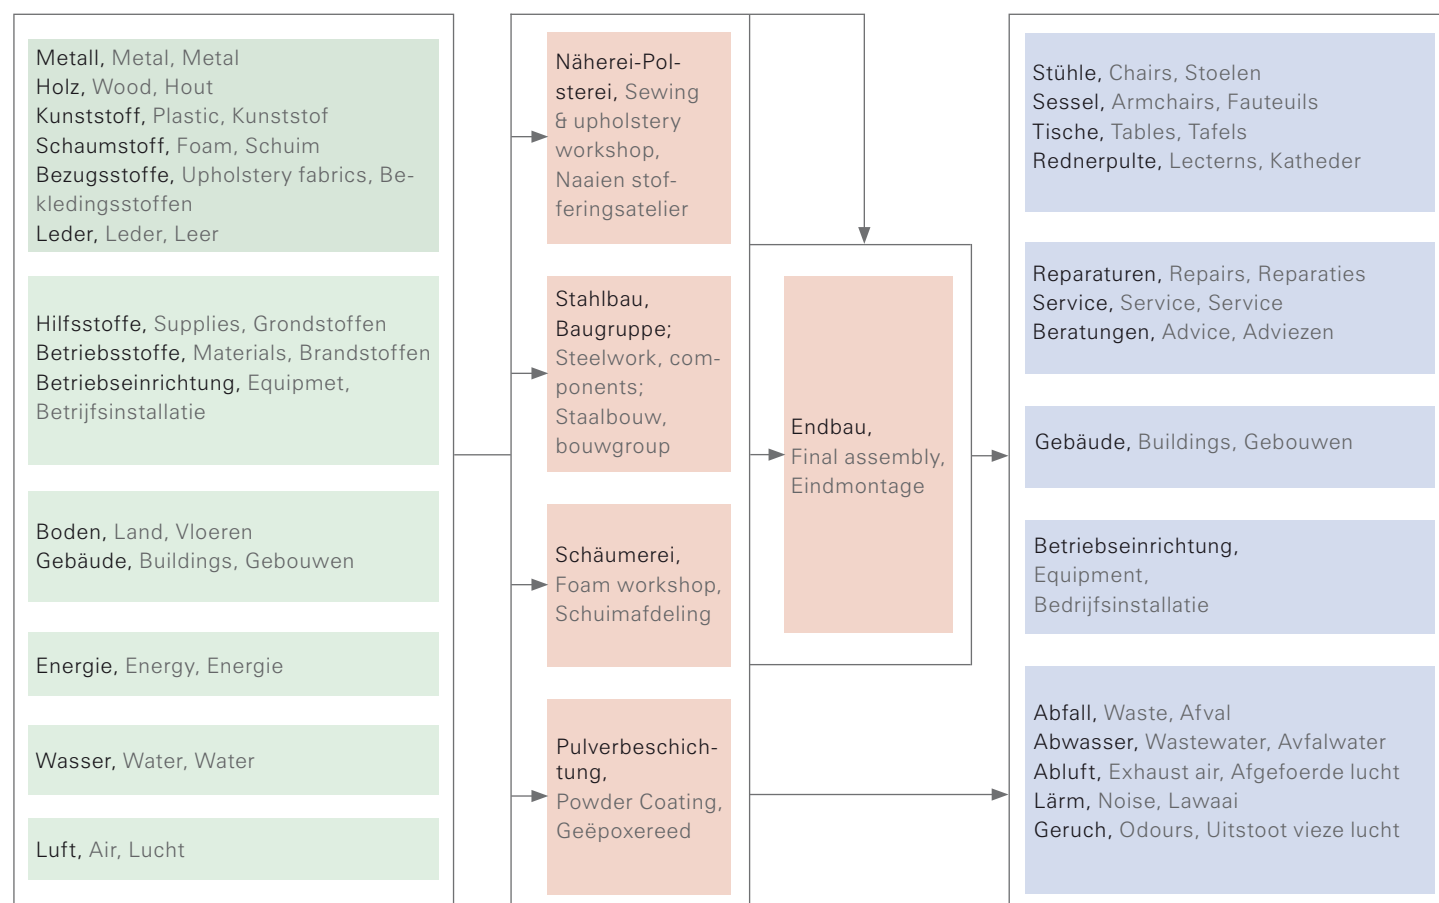 Metall, Metal, Metal
Holz, Wood, Hout
Kunststoff, Plastic, Kunststof
Schaumstoff, Foam, Schuim
Bezugsstoffe, Upholstery fabrics, Be-
kledingsstoffen
Leder, Leder, Leer
Hilfsstoffe, Supplies, Grondstoffen
Betriebsstoffe, Materials, Brandstoffen
Betriebseinrichtung, Equipmet,
Betrijfsinstallatie
Boden, Land, Vloeren
Gebäude, Buildings, Gebouwen
Energie, Energy, Energie
Wasser, Water, Water
Luft, Air, Lucht
Näherei-Pol-
sterei, Sewing
& upholstery
workshop,
Naaien stof-
feringsatelier
Stahlbau,
Baugruppe;
Steelwork, com-
ponents;
Staalbouw,
bouwgroup
Schäumerei,
Foam workshop,
Schuimafdeling
Pulverbeschich-
tung,
Powder Coating,
Geëpoxereed
Endbau,
Final assembly,
Eindmontage
Stühle, Chairs, Stoelen
Sessel, Armchairs, Fauteuils
Tische, Tables, Tafels
Rednerpulte, Lecterns, Katheder
Reparaturen, Repairs, Reparaties
Service, Service, Service
Beratungen, Advice, Adviezen
Gebäude, Buildings, Gebouwen
Betriebseinrichtung,
Equipment,
Bedrijfsinstallatie
Abfall, Waste, Afval
Abwasser, Wastewater, Avfalwater
Abluft, Exhaust air, Afgefoerde lucht
Lärm, Noise, Lawaai
Geruch, Odours, Uitstoot vieze lucht